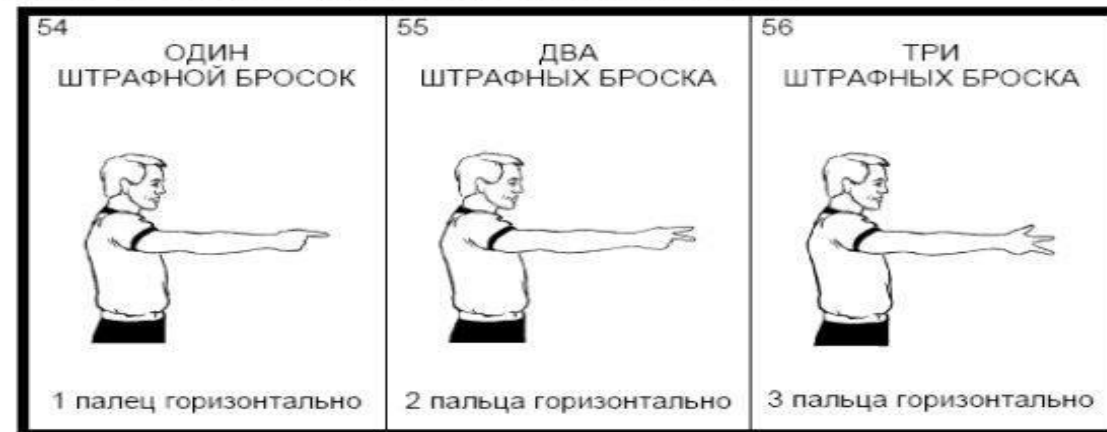 54
ОДИН
ШТРАФНОЙ БРОСОК
1 палец горизонтально
55
ДВА
ШТРАФНЫХ БРОСКА
2 пальца горизонтально
56
ТРИ
ШТРАФНЫХ БРОСКА
3 пальца горизонтально